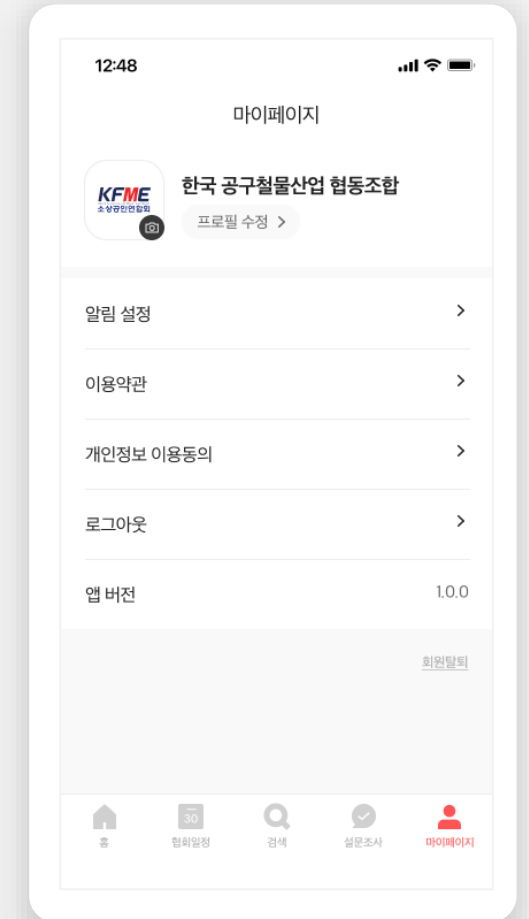 12:48
마이페이지
KFME
소상공인연합회
한국 공구철물산업 협동조합
프로필 수정 >
알림 설정 >
이용약관 >
개인정보 이용동의 >
로그아웃 >
앱 버전 1.0.0
회원탈퇴
30
홈 협회일정 검색 설문조사 마이페이지